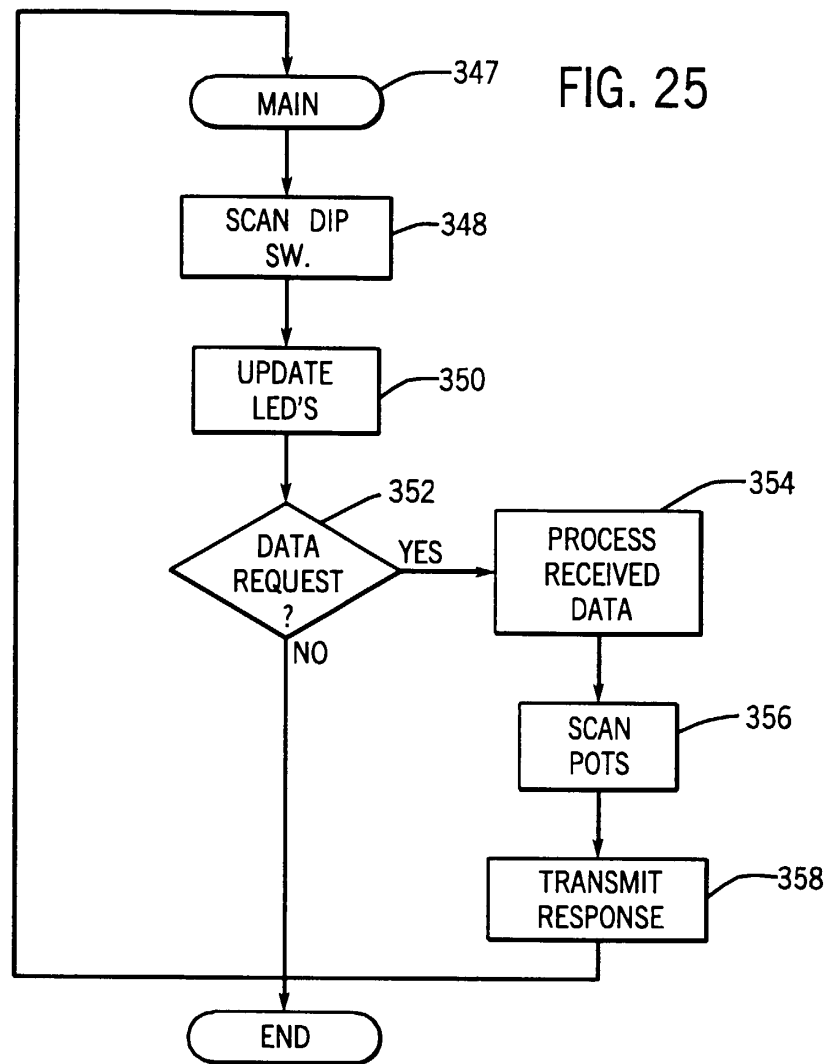 FIG. 25
MAIN
347
SCAN DIP
SW.
348
UPDATE
LED'S
350
352
DATA
REQUEST
?
YES
NO
354
PROCESS
RECEIVED
DATA
356
SCAN
POTS
358
TRANSMIT
RESPONSE
END